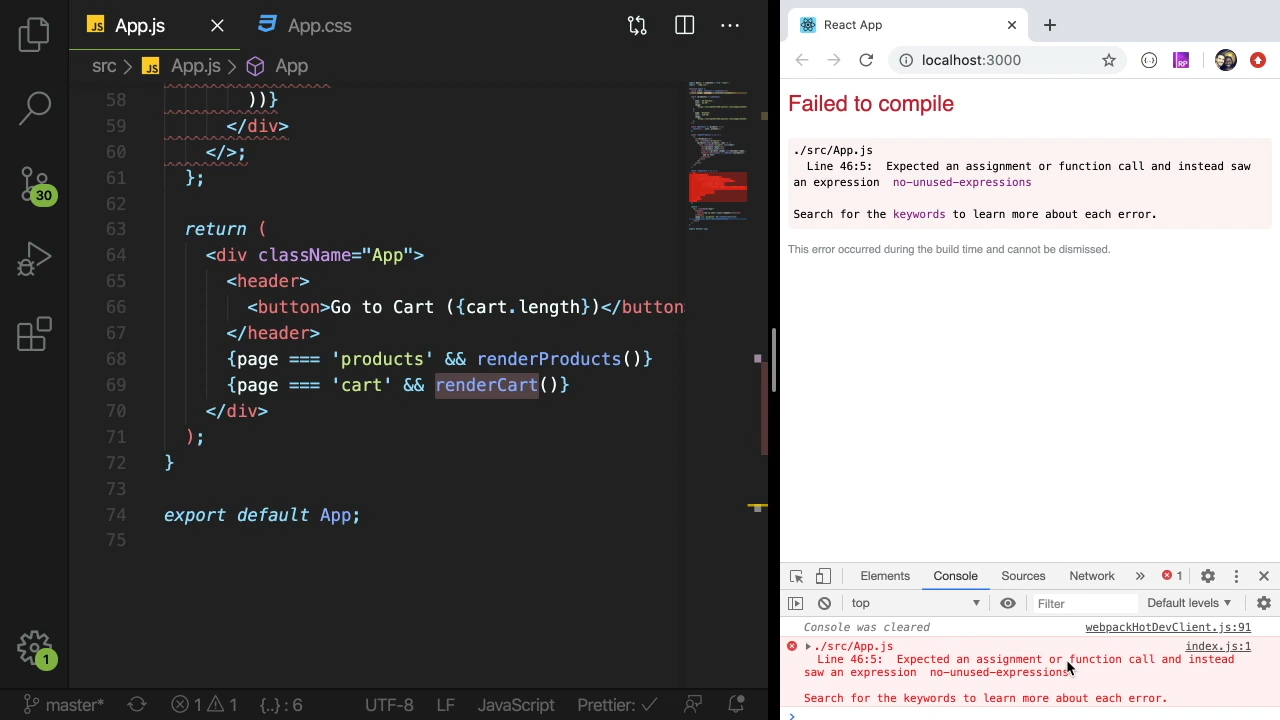 JS App.js
App.css
src > JS App.js > App
58 ))}
59 </div>
60 </>;
61 };
62
63 return (
64 <div className="App">
65 <header>
66 <button>Go to Cart ({cart.length})</button
67 </header>
68 {page === 'products' && renderProducts()}
69 {page === 'cart' && renderCart()}
70 </div>
71 );
72 }
73
74 export default App;
75
30
1
master*
1 1
{..} : 6
UTF-8
LF
JavaScript
Prettier: ✓
React App
localhost:3000
RP
Failed to compile
./src/App.js
Line 46:5: Expected an assignment or function call and instead saw
an expression no-unused-expressions
Search for the keywords to learn more about each error.
This error occurred during the build time and cannot be dismissed.
Elements
Console
Sources
Network
»
1
top
Filter
Default levels ▼
Console was cleared
webpackHotDevClient.js:91
./src/App.js
index.js:1
Line 46:5: Expected an assignment or function call and instead
saw an expression no-unused-expressions
Search for the keywords to learn more about each error.